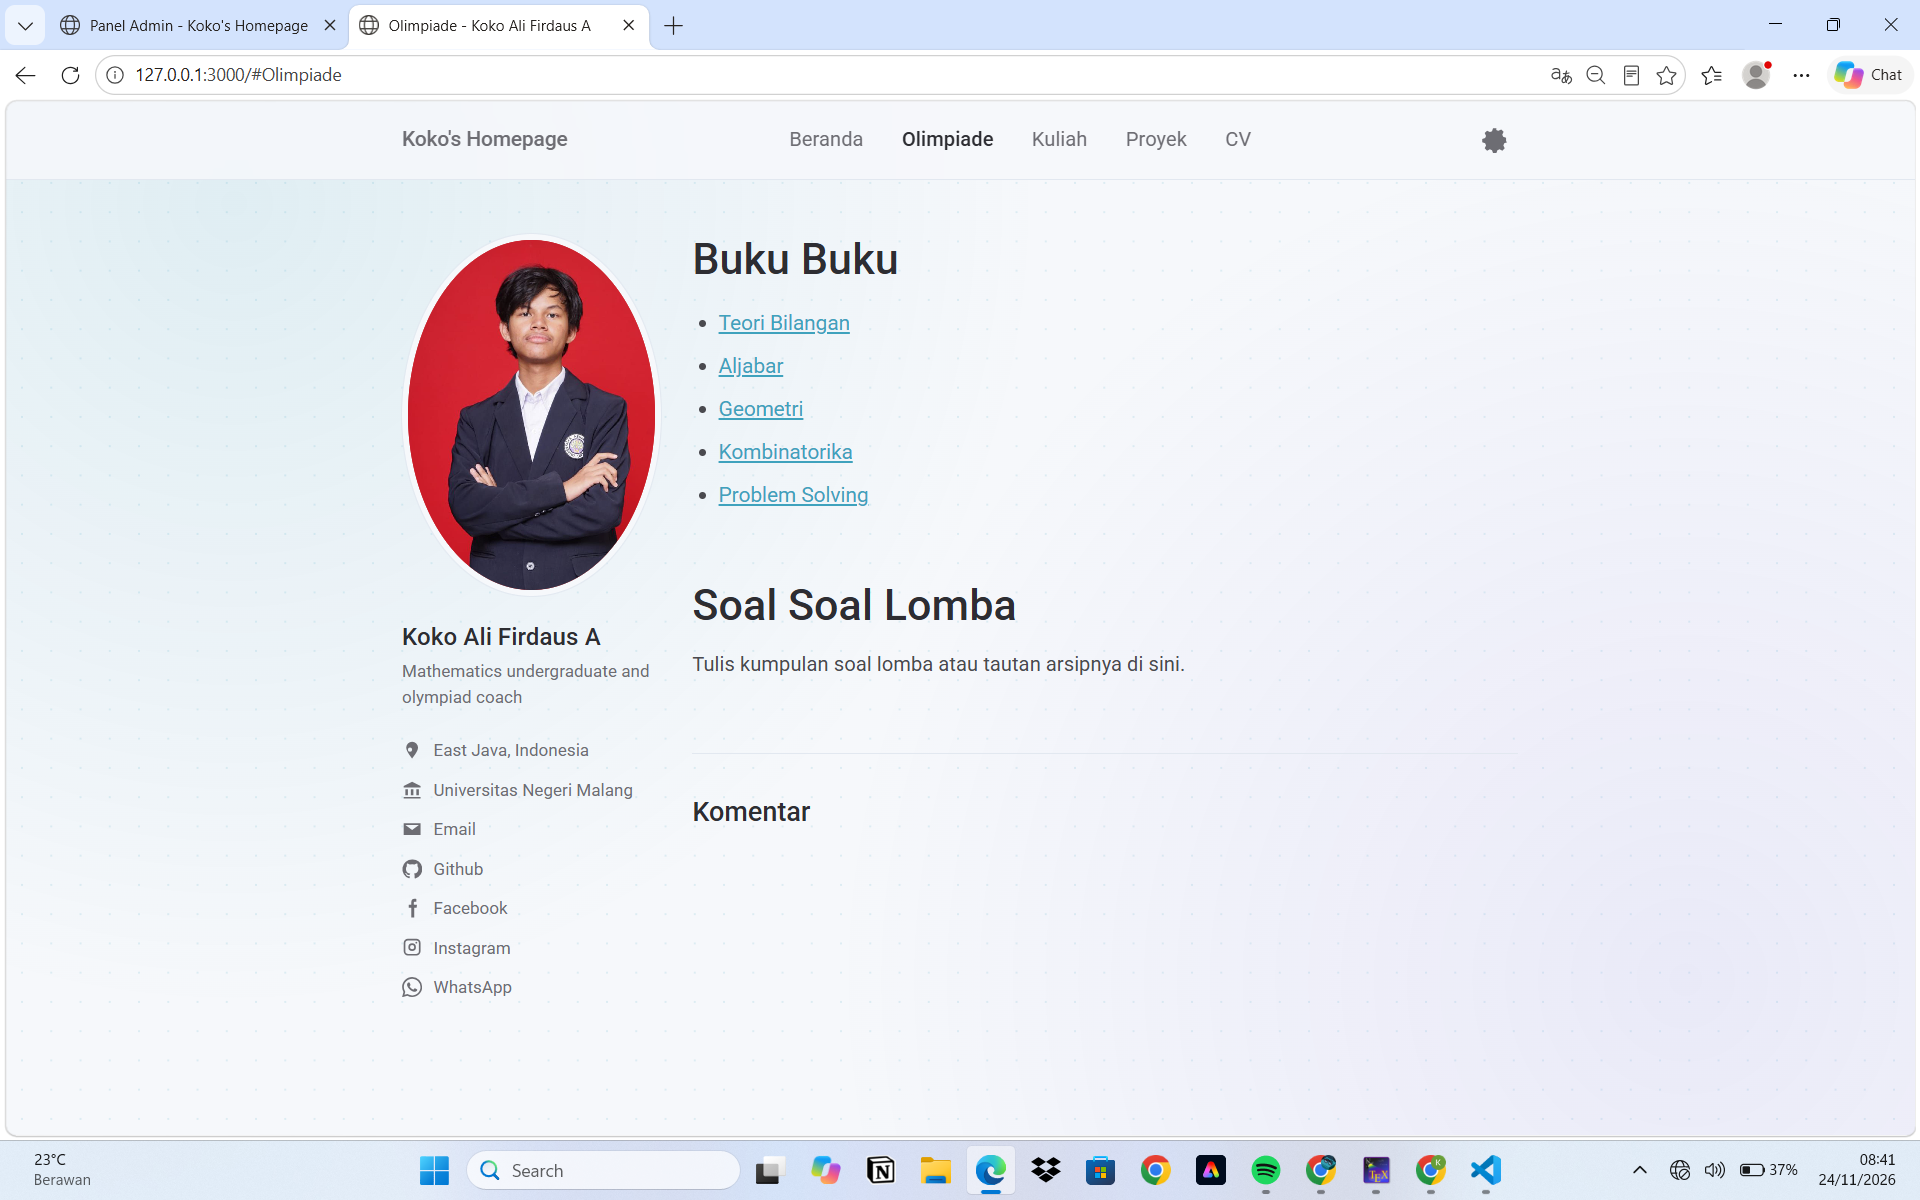 Panel Admin - Koko's Homepage
Olimpiade - Koko Ali Firdaus A
127.0.0.1:3000/#Olimpiade
Chat
Koko's Homepage
Beranda
Olimpiade
Kuliah
Proyek
CV
Buku Buku
Teori Bilangan
Aljabar
Geometri
Kombinatorika
Problem Solving
Soal Soal Lomba
Tulis kumpulan soal lomba atau tautan arsipnya di sini.
Komentar
Koko Ali Firdaus A
Mathematics undergraduate and
olympiad coach
East Java, Indonesia
Universitas Negeri Malang
Email
Github
Facebook
Instagram
WhatsApp
23°C
Berawan
Search
37%
08:41
24/11/2026